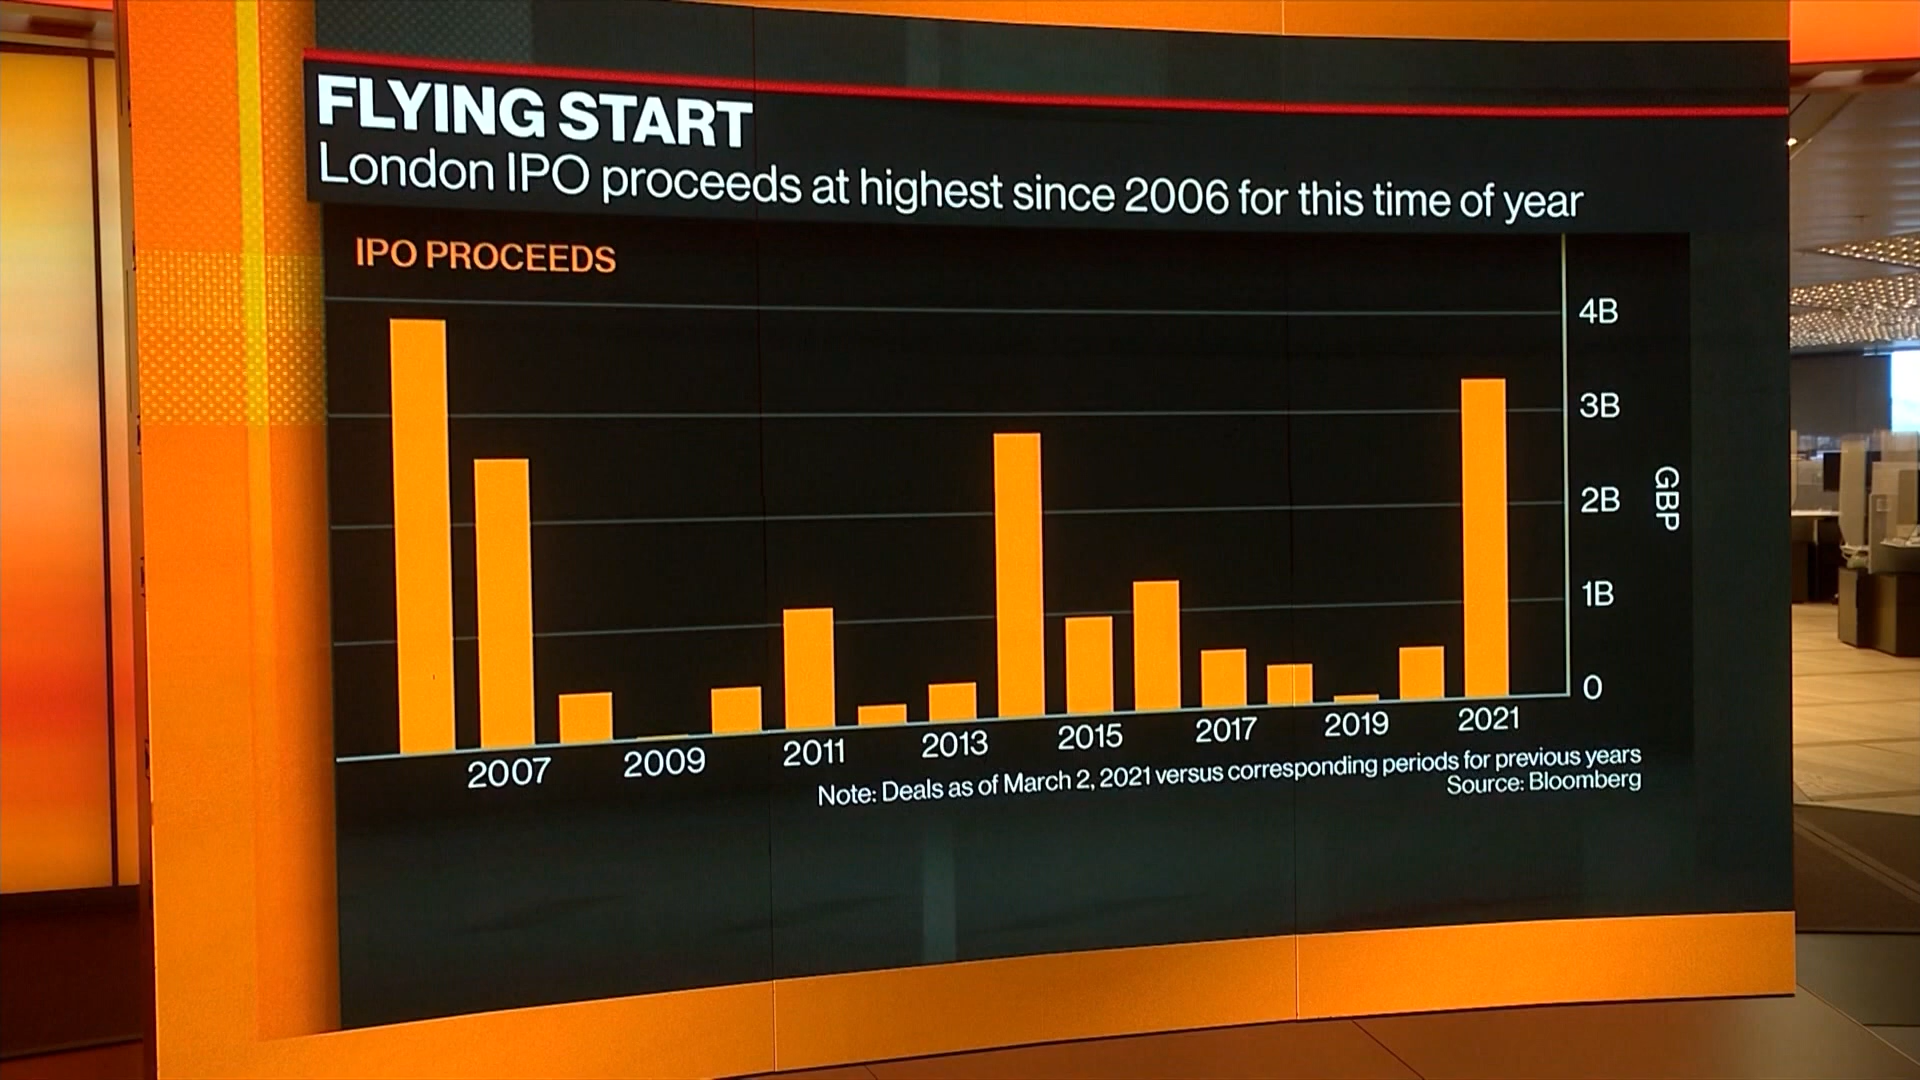 FLYING START
London IPO proceeds at highest since 2006 for this time of year
IPO PROCEEDS
4B
3B
2B
1B
0
GBP
2007 2009 2011 2013 2015 2017 2019 2021
Note: Deals as of March 2, 2021 versus corresponding periods for previous years
Source: Bloomberg